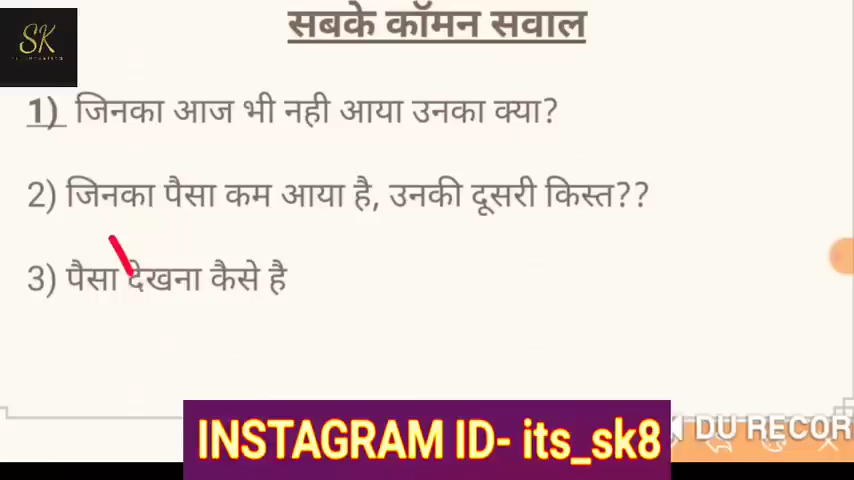 SK
सबके कॉमन सवाल
1) जिनका आज भी नही आया उनका क्या?
2) जिनका पैसा कम आया है, उनकी दूसरी किस्त??
3) पैसा देखना कैसे है
DU RECOR
INSTAGRAM ID- its_sk8